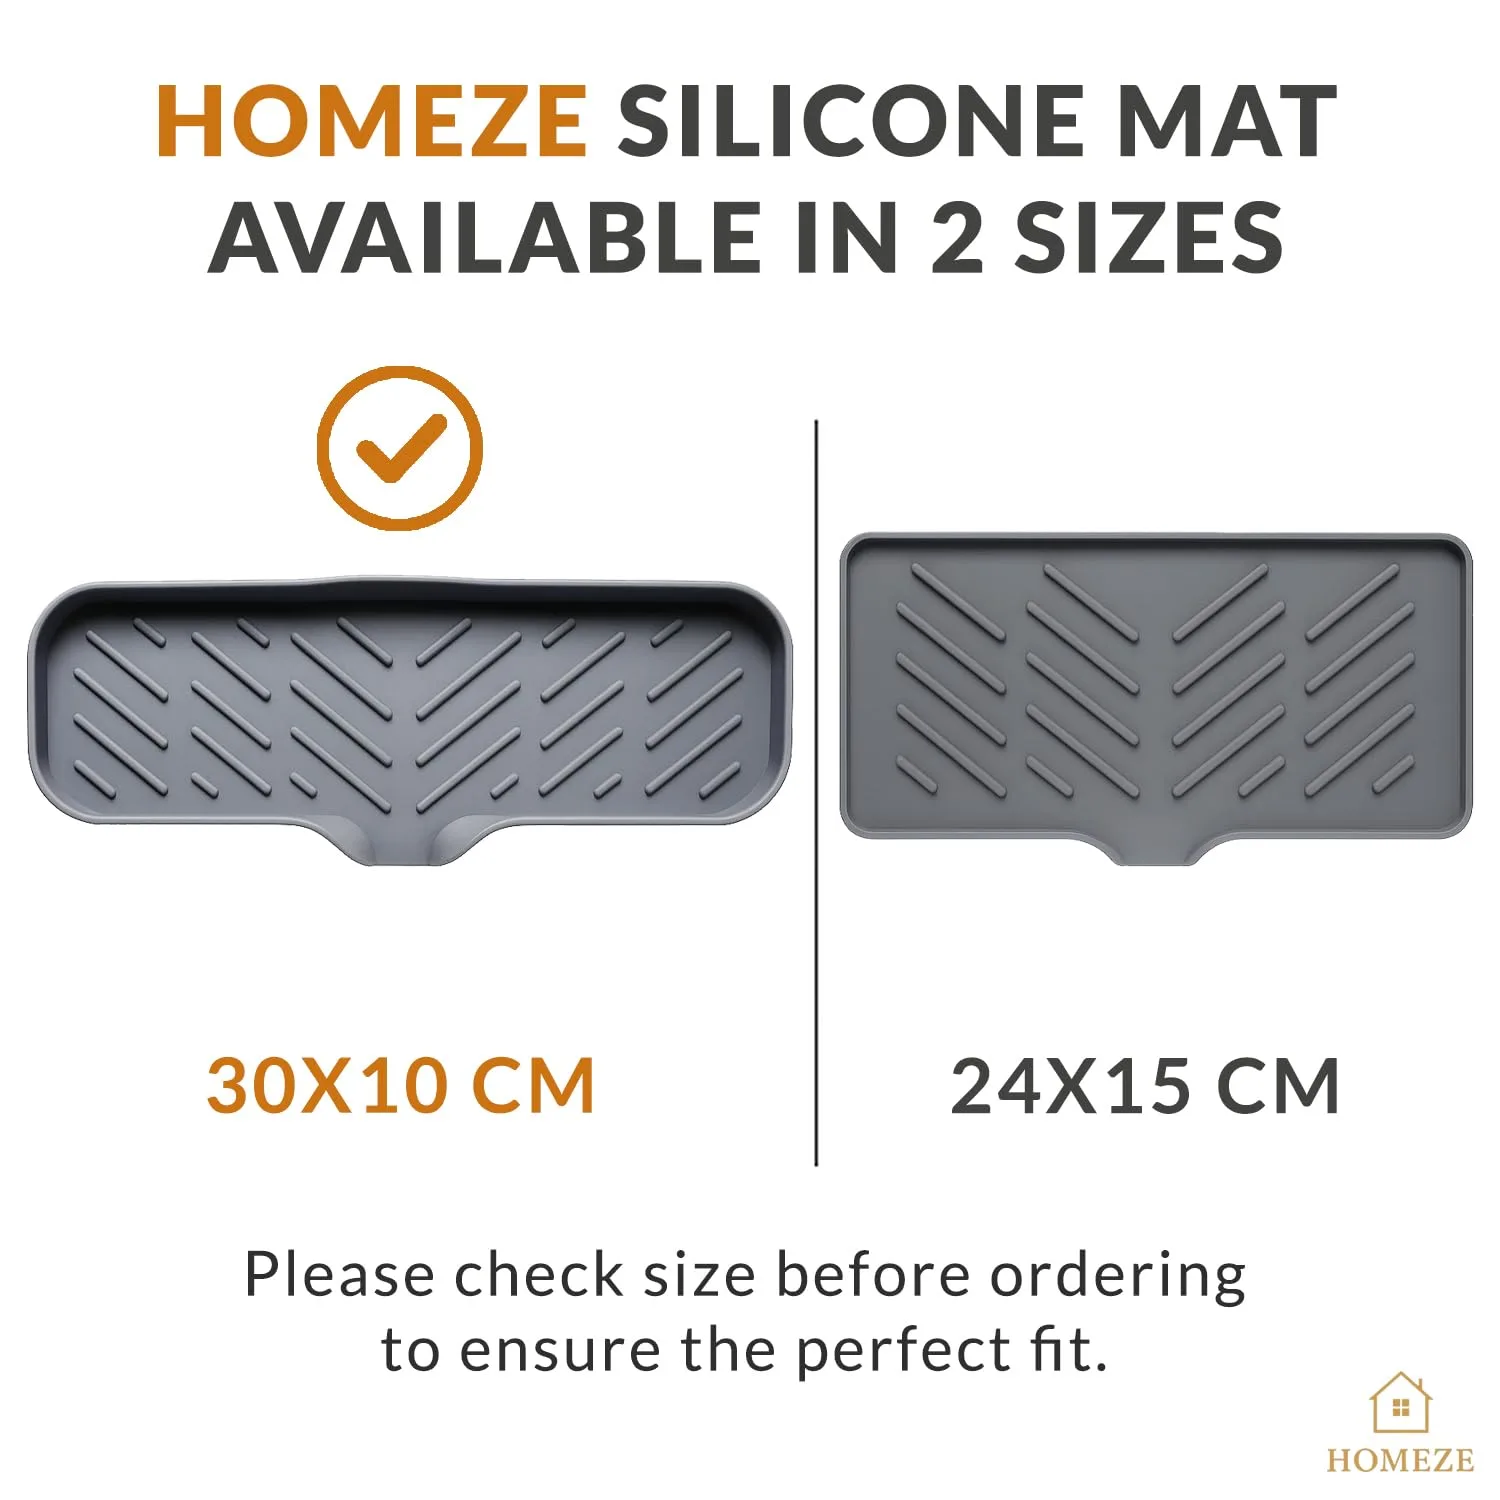 HOMEZE SILICONE MAT
AVAILABLE IN 2 SIZES
30X10 CM
24X15 CM
Please check size before ordering
to ensure the perfect fit.
HOMEZE